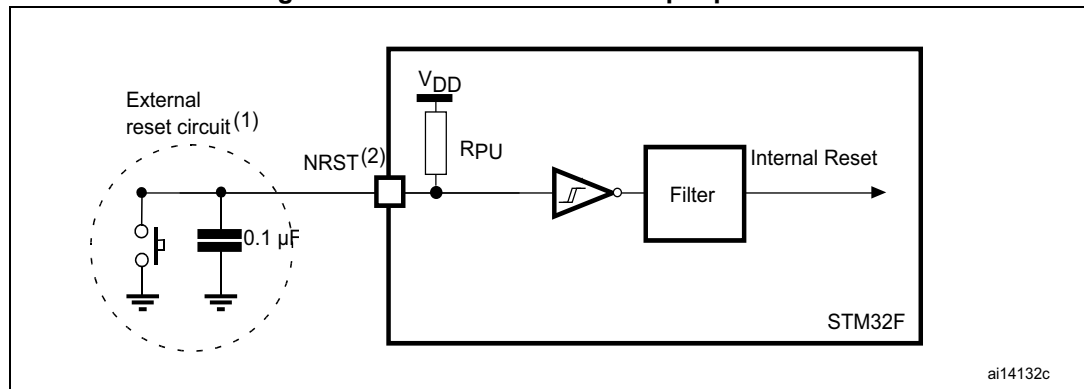 VDD
External
reset circuit(1)
NRST(2)
RPU
Internal Reset
Filter
0.1 μF
STM32F
ai14132c